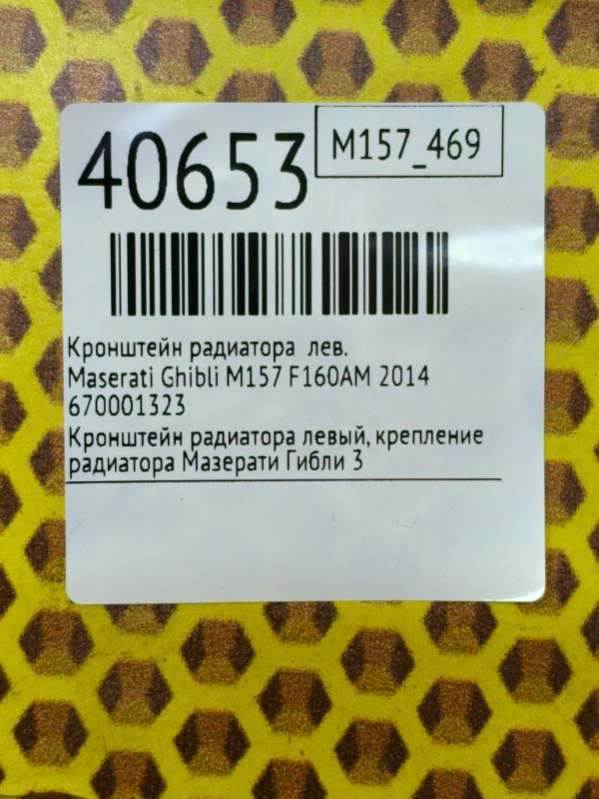 40653
M157_469
Кронштейн радиатора лев.
Maserati Ghibli M157 F160AM 2014
670001323
Кронштейн радиатора левый, крепление
радиатора Мазерати Гибли 3